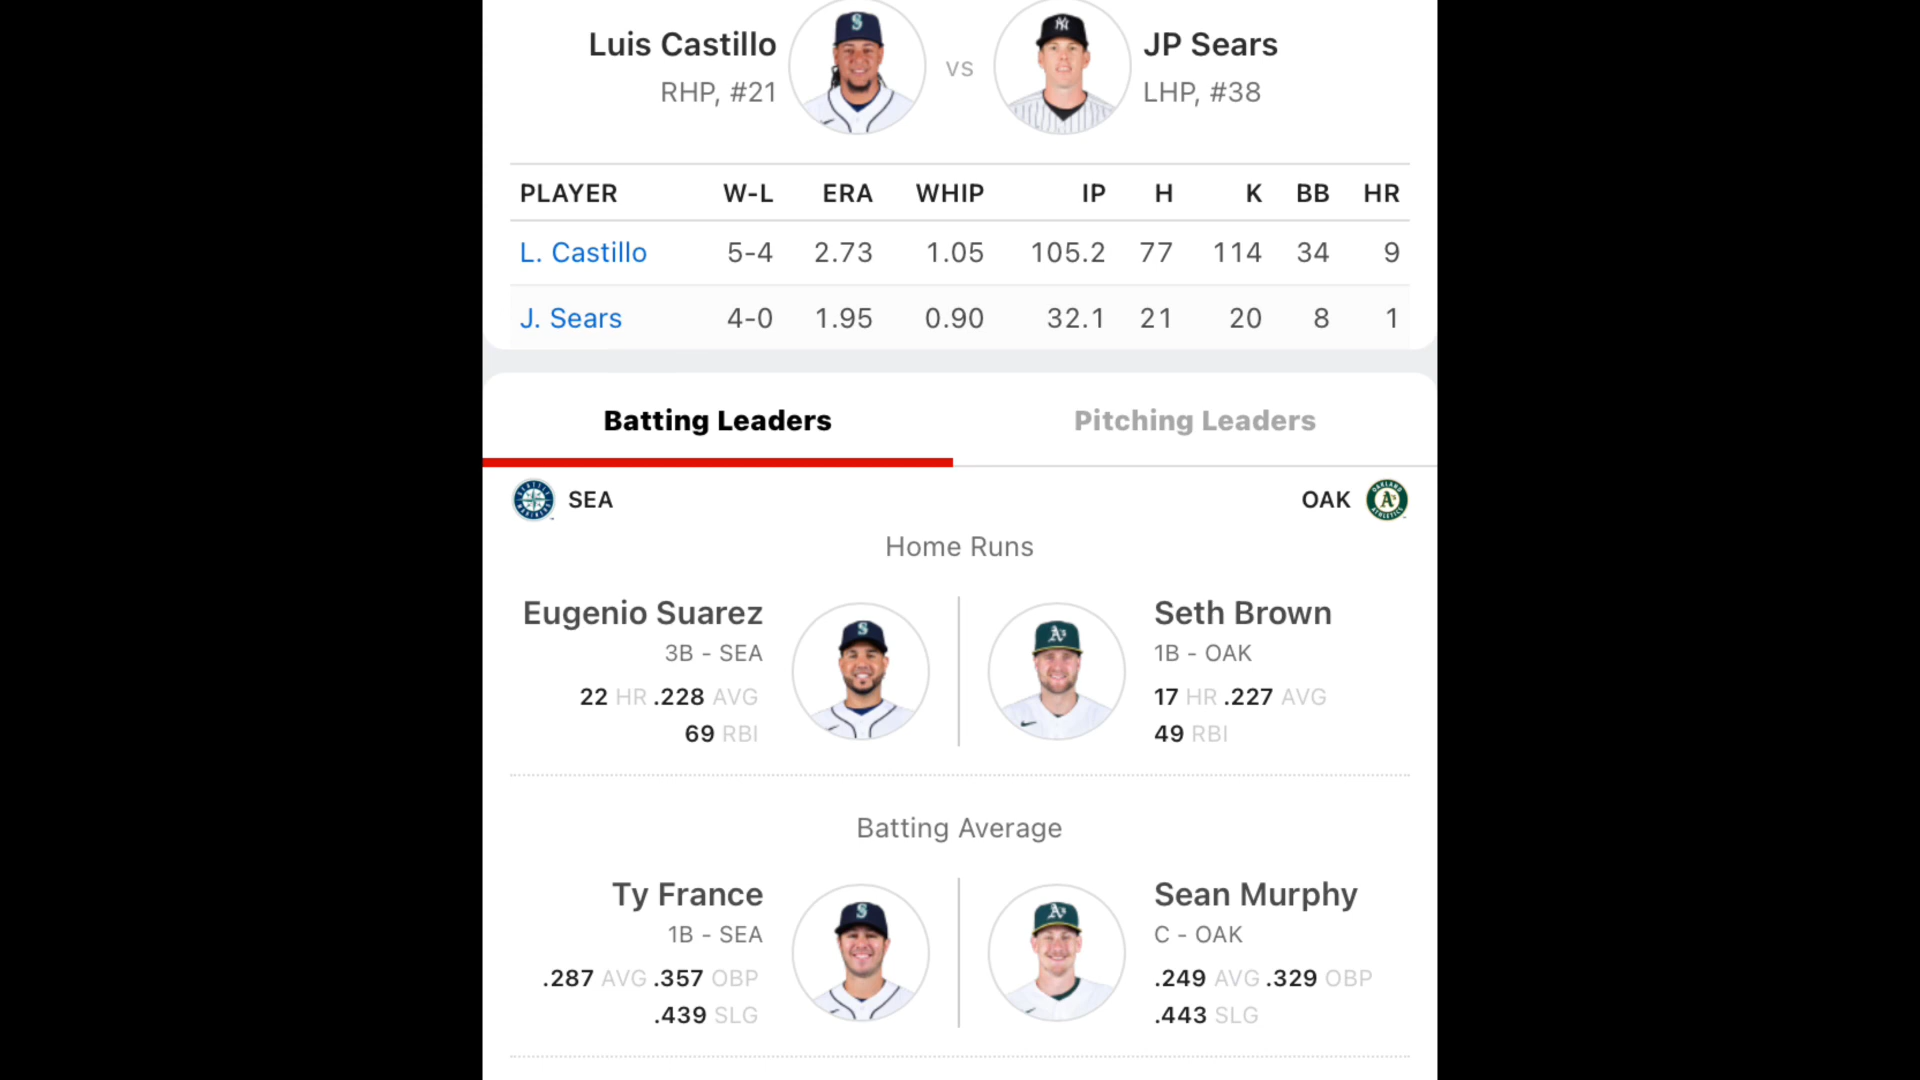 Luis Castillo
RHP, #21
vs
JP Sears
LHP, #38
PLAYER W-L ERA WHIP IP H K BB HR
L. Castillo 5-4 2.73 1.05 105.2 77 114 34 9
J. Sears 4-0 1.95 0.90 32.1 21 20 8 1
Batting Leaders Pitching Leaders
SEA OAK
Home Runs
Eugenio Suarez
3B - SEA
22 HR .228 AVG
69 RBI
Seth Brown
1B - OAK
17 HR .227 AVG
49 RBI
Batting Average
Ty France
1B - SEA
.287 AVG .357 OBP
.439 SLG
Sean Murphy
C - OAK
.249 AVG .329 OBP
.443 SLG